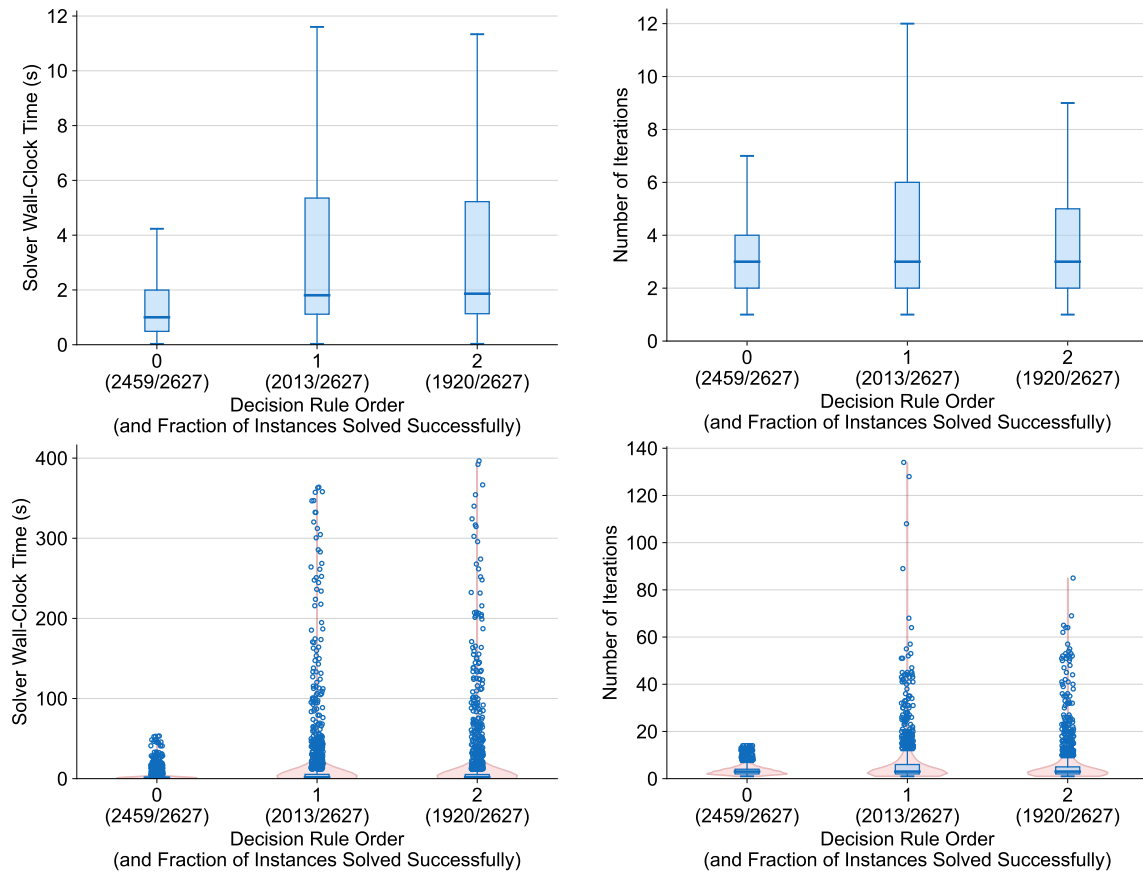 Solver Wall-Clock Time (s)
12
10
8
6
4
2
0
0 1 2
(2459/2627) (2013/2627) (1920/2627)
Decision Rule Order
(and Fraction of Instances Solved Successfully)
Number of Iterations
12
10
8
6
4
2
0
0 1 2
(2459/2627) (2013/2627) (1920/2627)
Decision Rule Order
(and Fraction of Instances Solved Successfully)
Solver Wall-Clock Time (s)
400
300
200
100
0
0 1 2
(2459/2627) (2013/2627) (1920/2627)
Decision Rule Order
(and Fraction of Instances Solved Successfully)
Number of Iterations
140
120
100
80
60
40
20
0
0 1 2
(2459/2627) (2013/2627) (1920/2627)
Decision Rule Order
(and Fraction of Instances Solved Successfully)